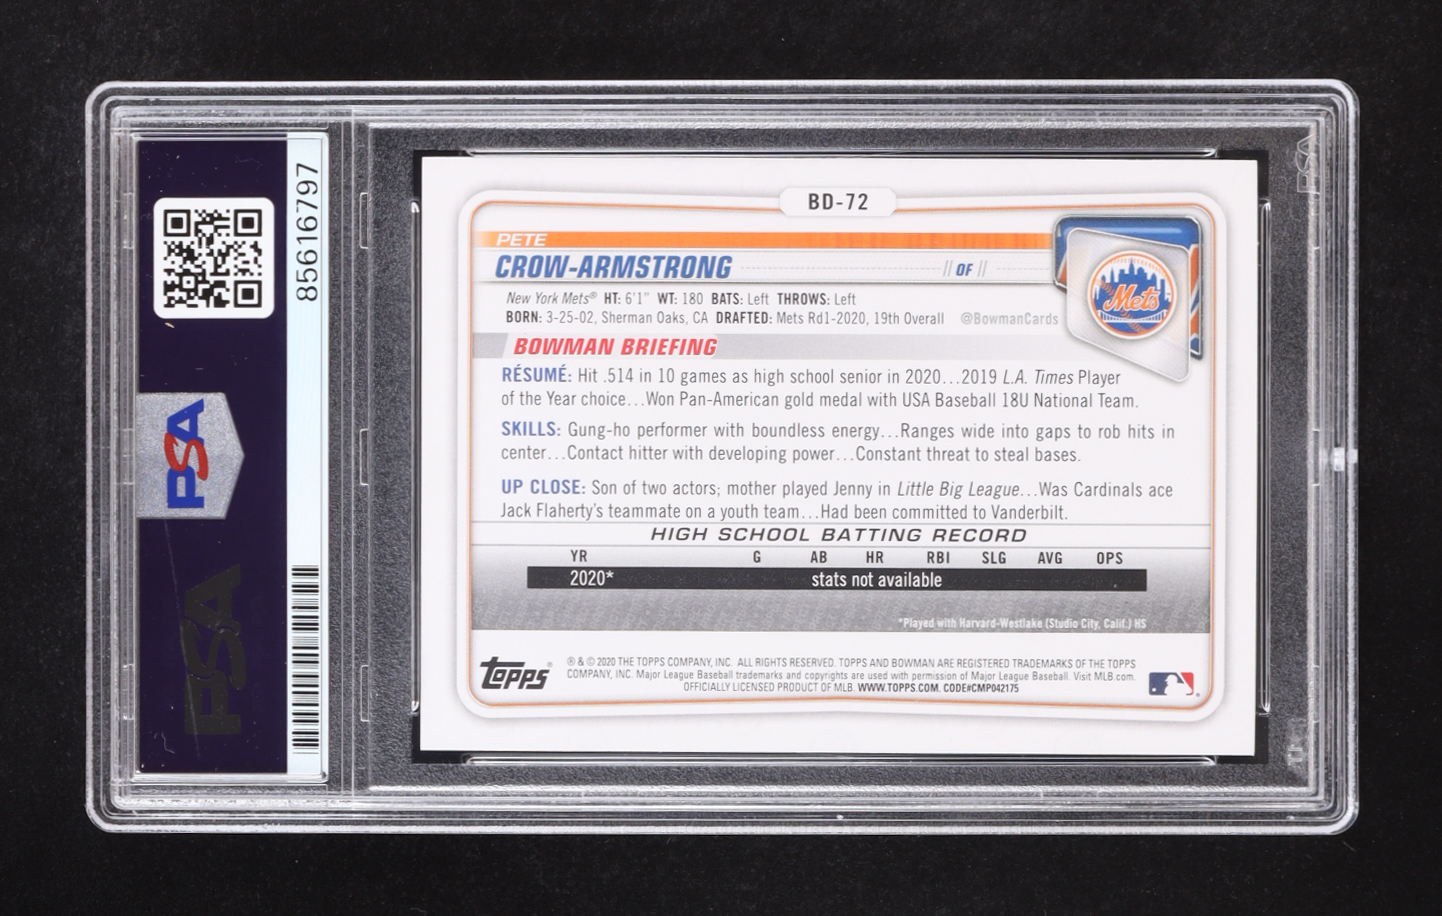 85616797
PSA
PSA
PSA
BD-72
PETE
CROW-ARMSTRONG
// OF //
New York Mets® HT: 6'1" WT: 180 BATS: Left THROWS: Left
BORN: 3-25-02, Sherman Oaks, CA DRAFTED: Mets Rd1-2020, 19th Overall @BowmanCards
Mets
BOWMAN BRIEFING
RÉSUMÉ: Hit .514 in 10 games as high school senior in 2020...2019 L.A. Times Player
of the Year choice...Won Pan-American gold medal with USA Baseball 18U National Team.
SKILLS: Gung-ho performer with boundless energy...Ranges wide into gaps to rob hits in
center...Contact hitter with developing power...Constant threat to steal bases.
UP CLOSE: Son of two actors; mother played Jenny in Little Big League...Was Cardinals ace
Jack Flaherty's teammate on a youth team...Had been committed to Vanderbilt.
HIGH SCHOOL BATTING RECORD
YR G AB HR RBI SLG AVG OPS
2020* stats not available
*Played with Harvard-Westlake (Studio City, Calif.) HS
topps®
® & © 2020 THE TOPPS COMPANY, INC. ALL RIGHTS RESERVED. TOPPS AND BOWMAN ARE REGISTERED TRADEMARKS OF THE TOPPS
COMPANY, INC. Major League Baseball trademarks and copyrights are used with permission of Major League Baseball. Visit MLB.com.
OFFICIALLY LICENSED PRODUCT OF MLB. WWW.TOPPS.COM. CODE#CMP042175